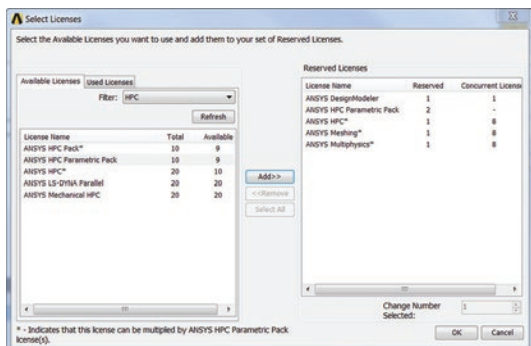 Select Licenses
Select the Available Licenses you want to use and add them to your set of Reserved Licenses.
Available Licenses Used Licenses
Filter: HPC
Refresh
License Name Total Available
ANSYS HPC Pack* 10 9
ANSYS HPC Parametric Pack 10 9
ANSYS HPC* 20 10
ANSYS LS-DYNA Parallel 20 20
ANSYS Mechanical HPC 20 20
Add>>
<<Remove
Select All
Reserved Licenses
License Name Reserved Concurrent License
ANSYS DesignModeler 1 1
ANSYS HPC Parametric Pack 2 -
ANSYS HPC* 1 8
ANSYS Meshing* 1 8
ANSYS Multiphysics* 1 8
Change Number
Selected: 1
* - Indicates that this license can be multiplied by ANSYS HPC Parametric Pack
license(s).
OK Cancel